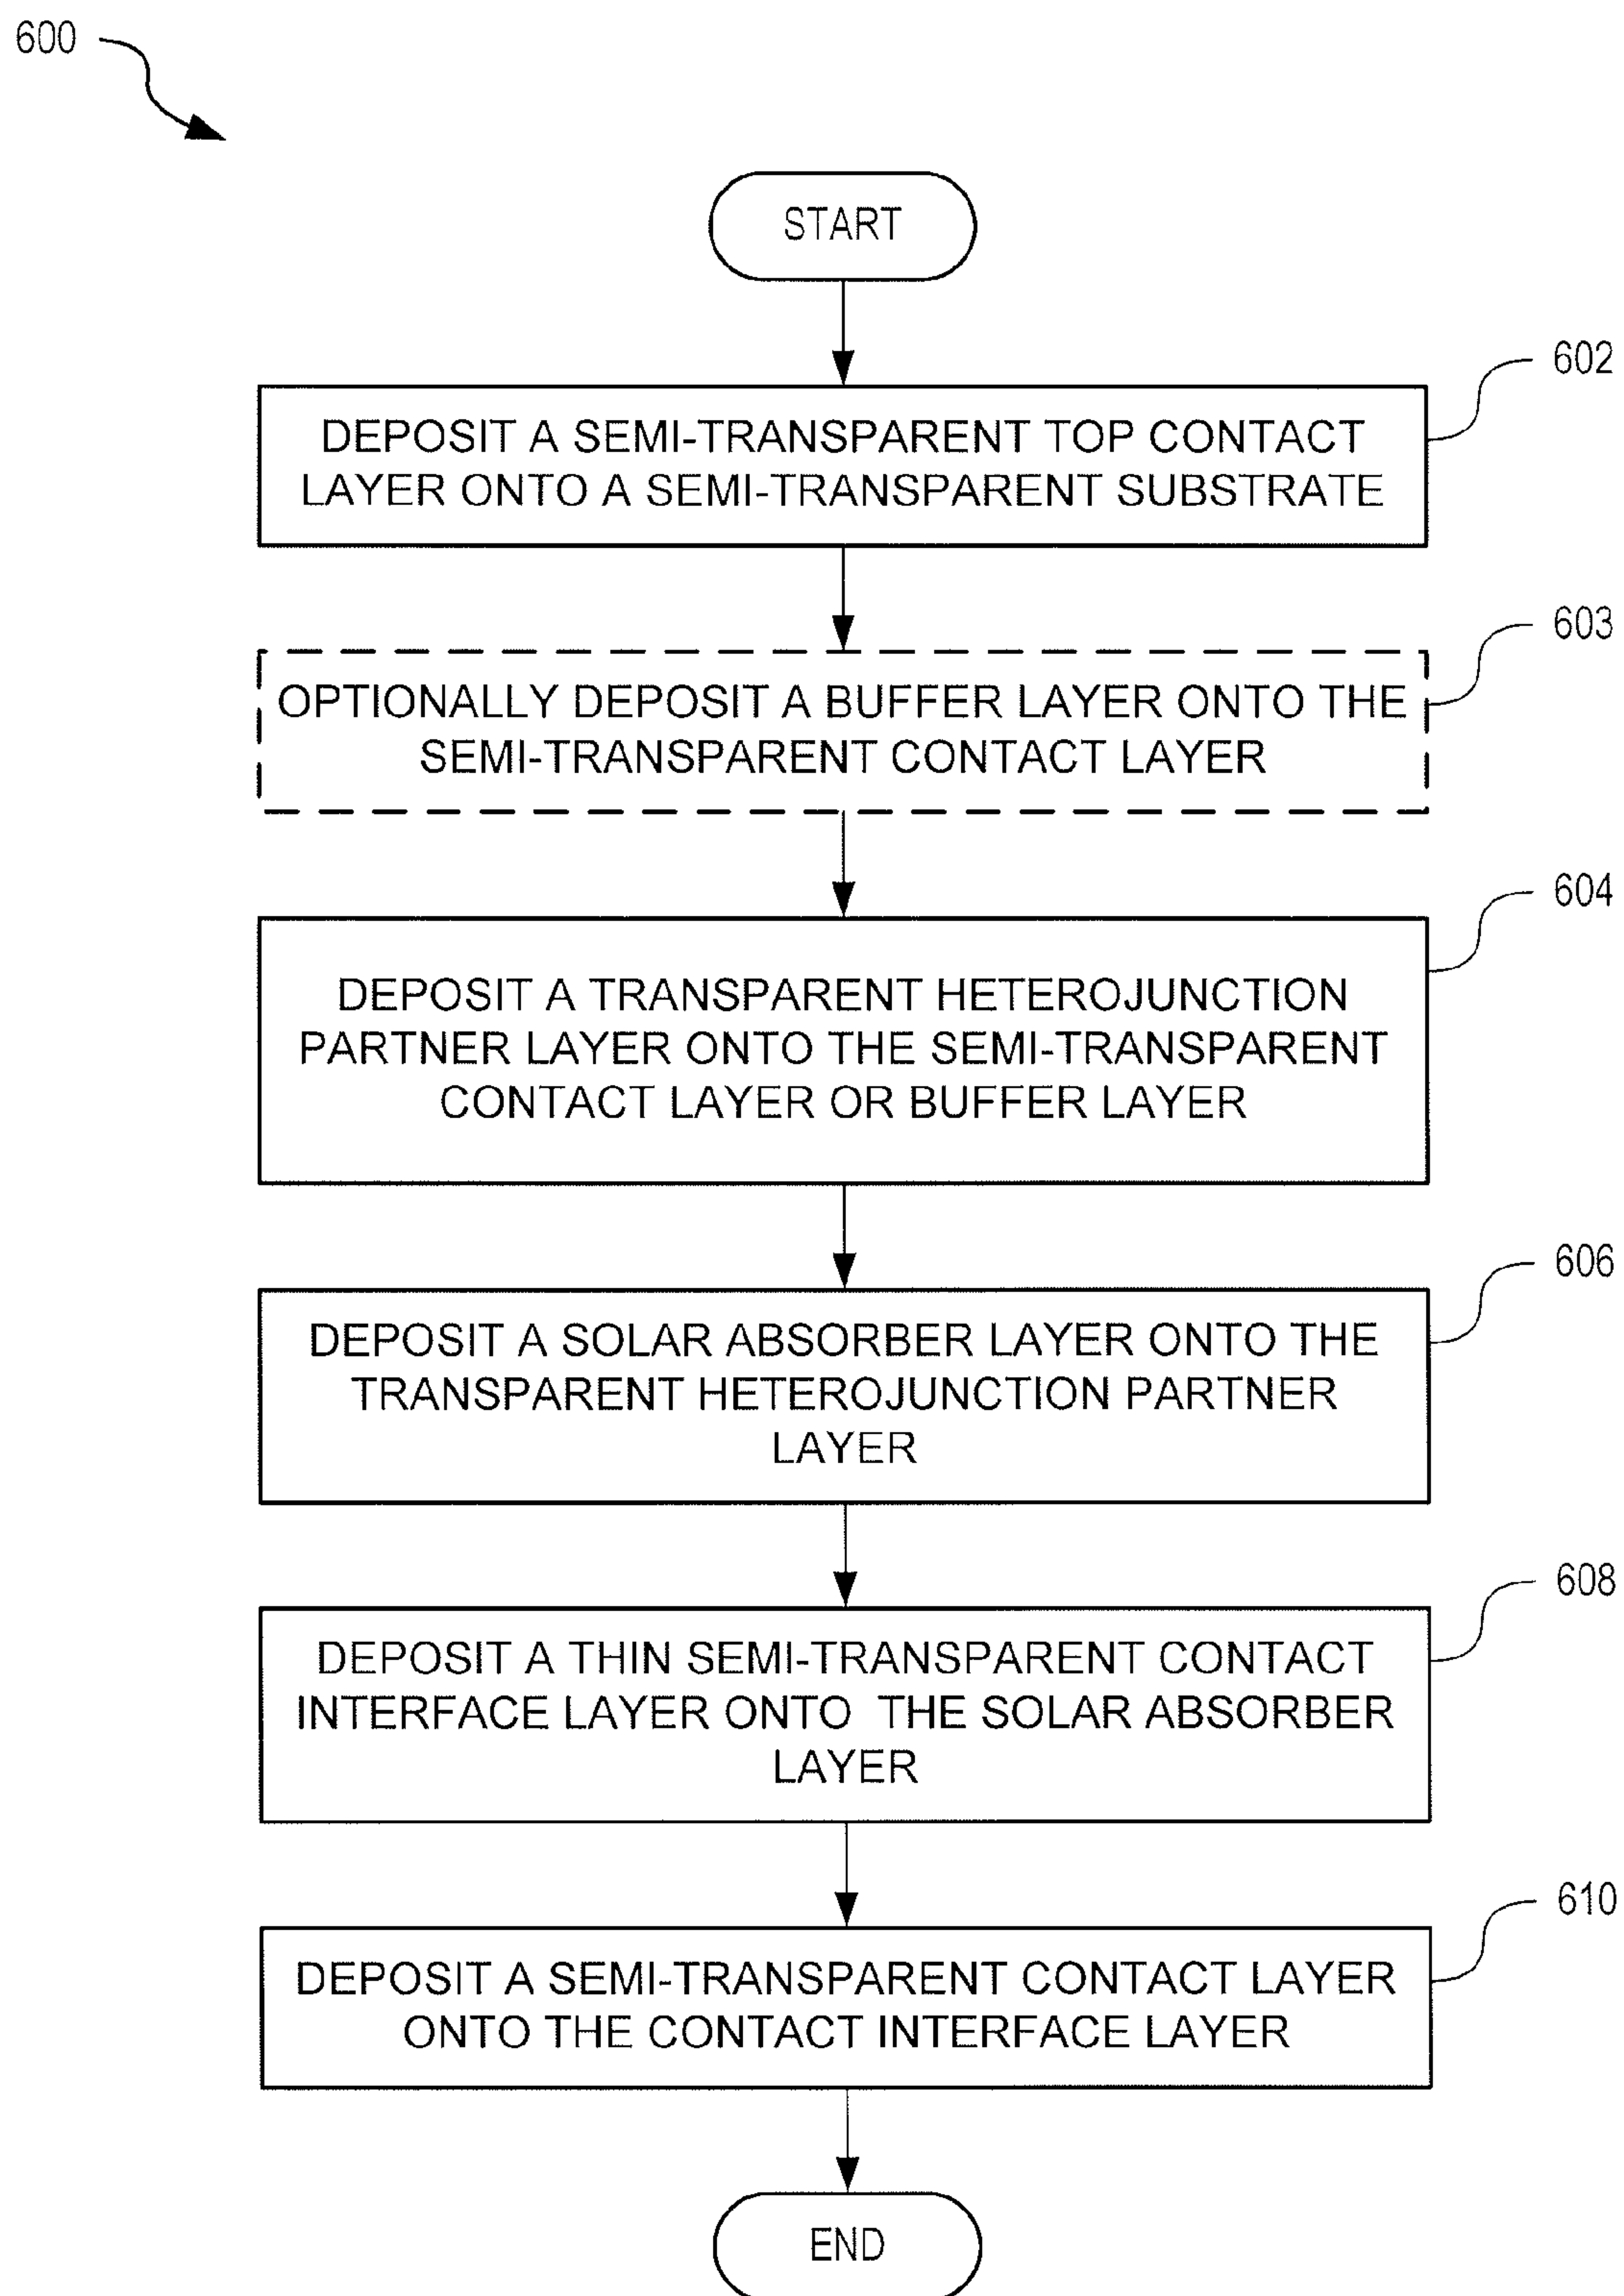 600
START
602
DEPOSIT A SEMI-TRANSPARENT TOP CONTACT
LAYER ONTO A SEMI-TRANSPARENT SUBSTRATE
603
OPTIONALLY DEPOSIT A BUFFER LAYER ONTO THE
SEMI-TRANSPARENT CONTACT LAYER
604
DEPOSIT A TRANSPARENT HETEROJUNCTION
PARTNER LAYER ONTO THE SEMI-TRANSPARENT
CONTACT LAYER OR BUFFER LAYER
606
DEPOSIT A SOLAR ABSORBER LAYER ONTO THE
TRANSPARENT HETEROJUNCTION PARTNER
LAYER
608
DEPOSIT A THIN SEMI-TRANSPARENT CONTACT
INTERFACE LAYER ONTO THE SOLAR ABSORBER
LAYER
610
DEPOSIT A SEMI-TRANSPARENT CONTACT LAYER
ONTO THE CONTACT INTERFACE LAYER
END